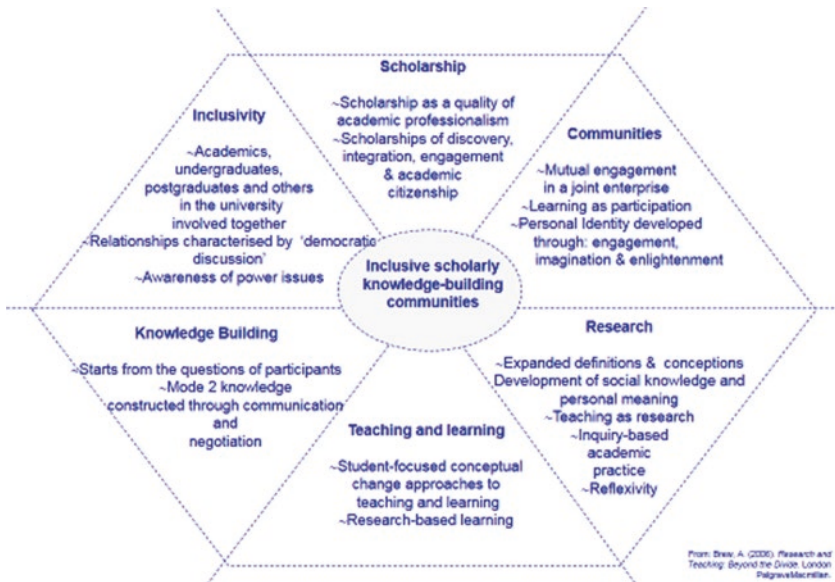 Scholarship
~Scholarship as a quality of
academic professionalism
~Scholarships of discovery,
integration, engagement
& academic
citizenship
Inclusivity
~Academics,
undergraduates,
postgraduates and others
in the university
involved together
~Relationships characterised by 'democratic
discussion'
~Awareness of power issues
Communities
~Mutual engagement
in a joint enterprise
~Learning as participation
~Personal Identity developed
through: engagement,
imagination & enlightenment
Inclusive scholarly
knowledge-building
communities
Knowledge Building
~Starts from the questions of participants
~Mode 2 knowledge
constructed through communication
and
negotiation
Teaching and learning
~Student-focused conceptual
change approaches to
teaching and learning
~Research-based learning
Research
~Expanded definitions & conceptions
Development of social knowledge and
personal meaning
~Teaching as research
~Inquiry-based
academic
practice
~Reflexivity
From: Brew, A. (2006). Research and
Teaching: Beyond the Divide. London
PalgraveMacmillan.